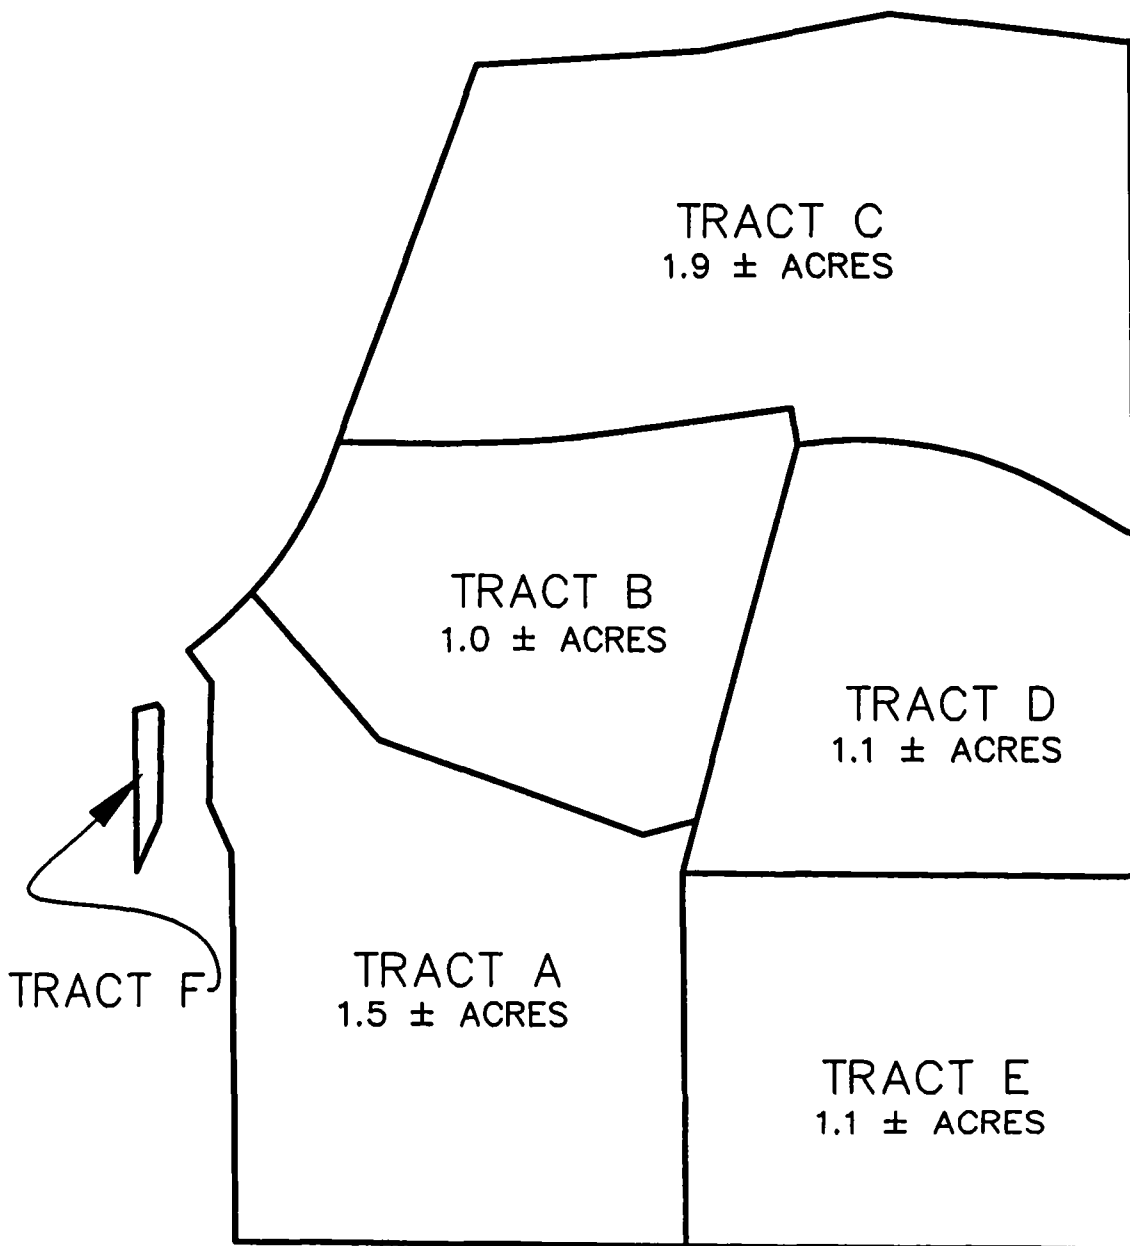 TRACT C
1.9 ± ACRES
TRACT B
1.0 ± ACRES
TRACT D
1.1 ± ACRES
TRACT A
1.5 ± ACRES
TRACT F
TRACT E
1.1 ± ACRES